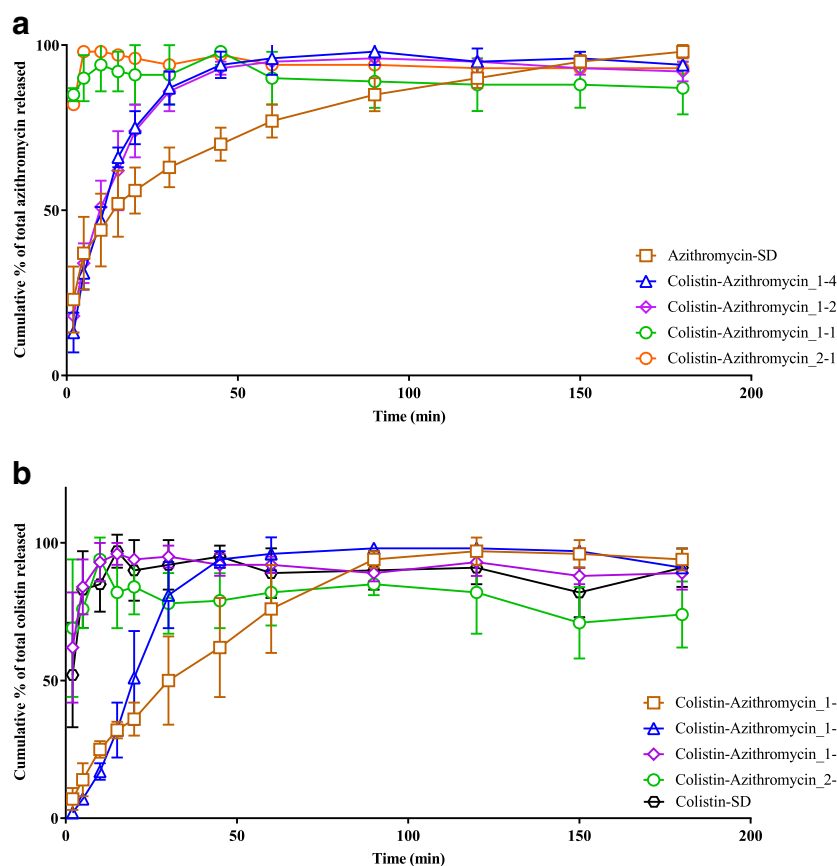 a
100
50
0
0
50
100
150
200
Cumulative % of total azithromycin released
Time (min)
Azithromycin-SD
Colistin-Azithromycin_1-4
Colistin-Azithromycin_1-2
Colistin-Azithromycin_1-1
Colistin-Azithromycin_2-1
b
100
50
0
0
50
100
150
200
Cumulative % of total colistin released
Time (min)
Colistin-Azithromycin_1-
Colistin-Azithromycin_1-
Colistin-Azithromycin_1-
Colistin-Azithromycin_2-
Colistin-SD